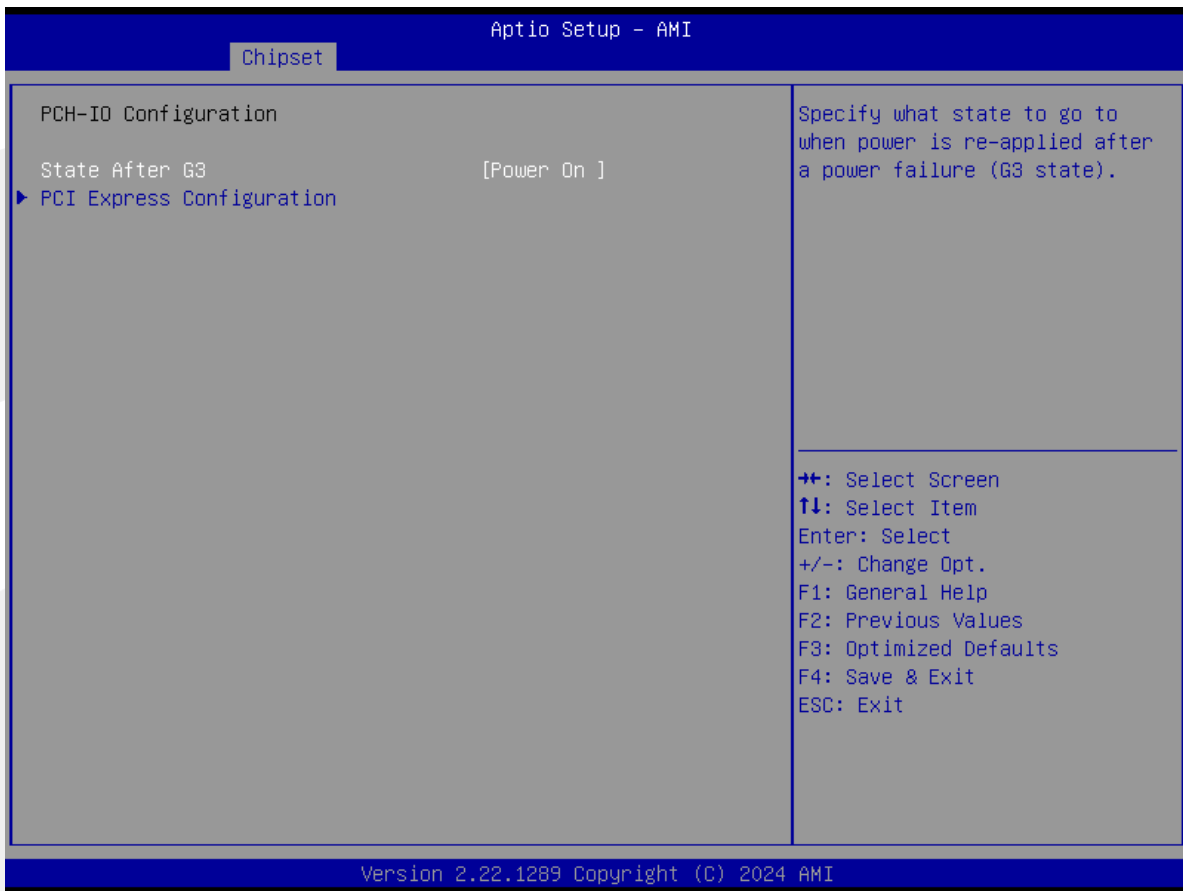 Aptio Setup - AMI
Chipset
PCH-IO Configuration
State After G3 [Power On ]
▶ PCI Express Configuration
Specify what state to go to
when power is re-applied after
a power failure (G3 state).
→←: Select Screen
↑↓: Select Item
Enter: Select
+/-: Change Opt.
F1: General Help
F2: Previous Values
F3: Optimized Defaults
F4: Save & Exit
ESC: Exit
Version 2.22.1289 Copyright (C) 2024 AMI